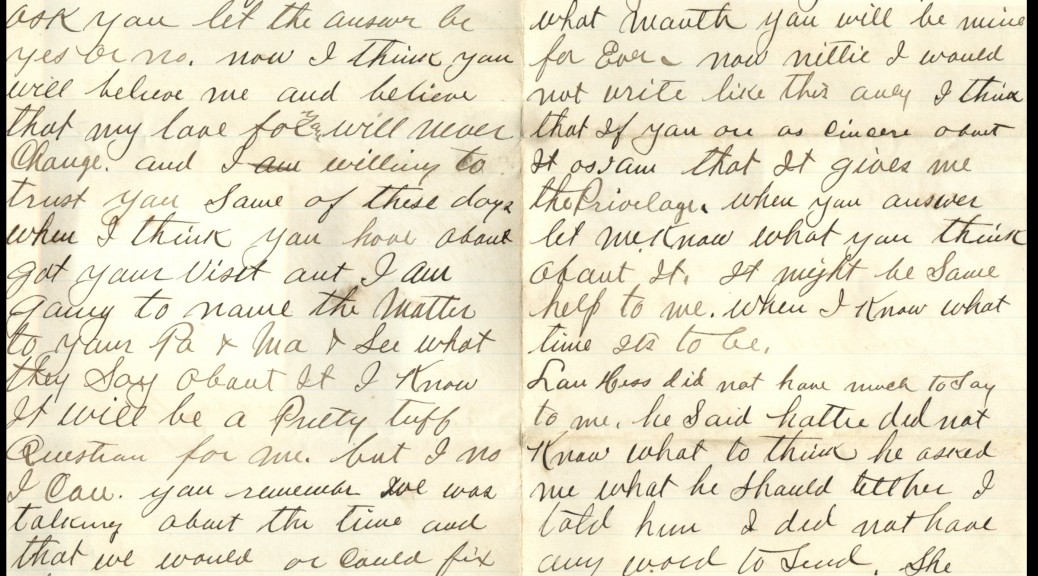 ask you let the answer be
yes or no. now I think you
will believe me and believe
that my love for you will never
Change. and I am willing to
trust you Some of these days
when I think you have about
got your Visit out I am
going to name the Matter
to your Pa & Ma & See what
they Say about It I Know
It will be a Pretty tuff
Question for me. but I no
I Can. you remember we was
talking about the time and
that we would or Could fix
what Month you will be mine
for Ever now nittie I would
not write like this only I think
that If you are as sincere about
It as I am that It gives me
the Privelage. when you answer
let me Know what you think
about It. It might be Some
help to me. when I Know what
time its to be.
Lau Hess did not have much to Say
to me. he Said hattie did not
Know what to think he asked
me what he should tell her I
told him I did not have
any word to Send. She